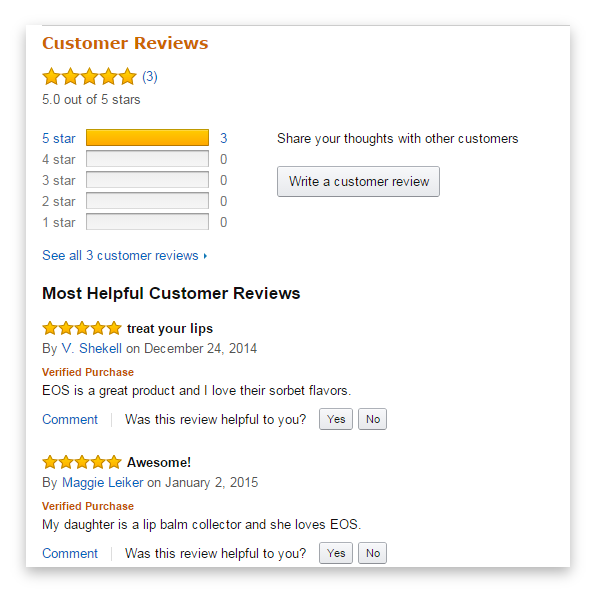 Customer Reviews
(3)
5.0 out of 5 stars
5 star 3
4 star 0
3 star 0
2 star 0
1 star 0
Share your thoughts with other customers
Write a customer review
See all 3 customer reviews
Most Helpful Customer Reviews
treat your lips
By V. Shekell on December 24, 2014
Verified Purchase
EOS is a great product and I love their sorbet flavors.
Comment Was this review helpful to you? Yes No
Awesome!
By Maggie Leiker on January 2, 2015
Verified Purchase
My daughter is a lip balm collector and she loves EOS.
Comment Was this review helpful to you? Yes No